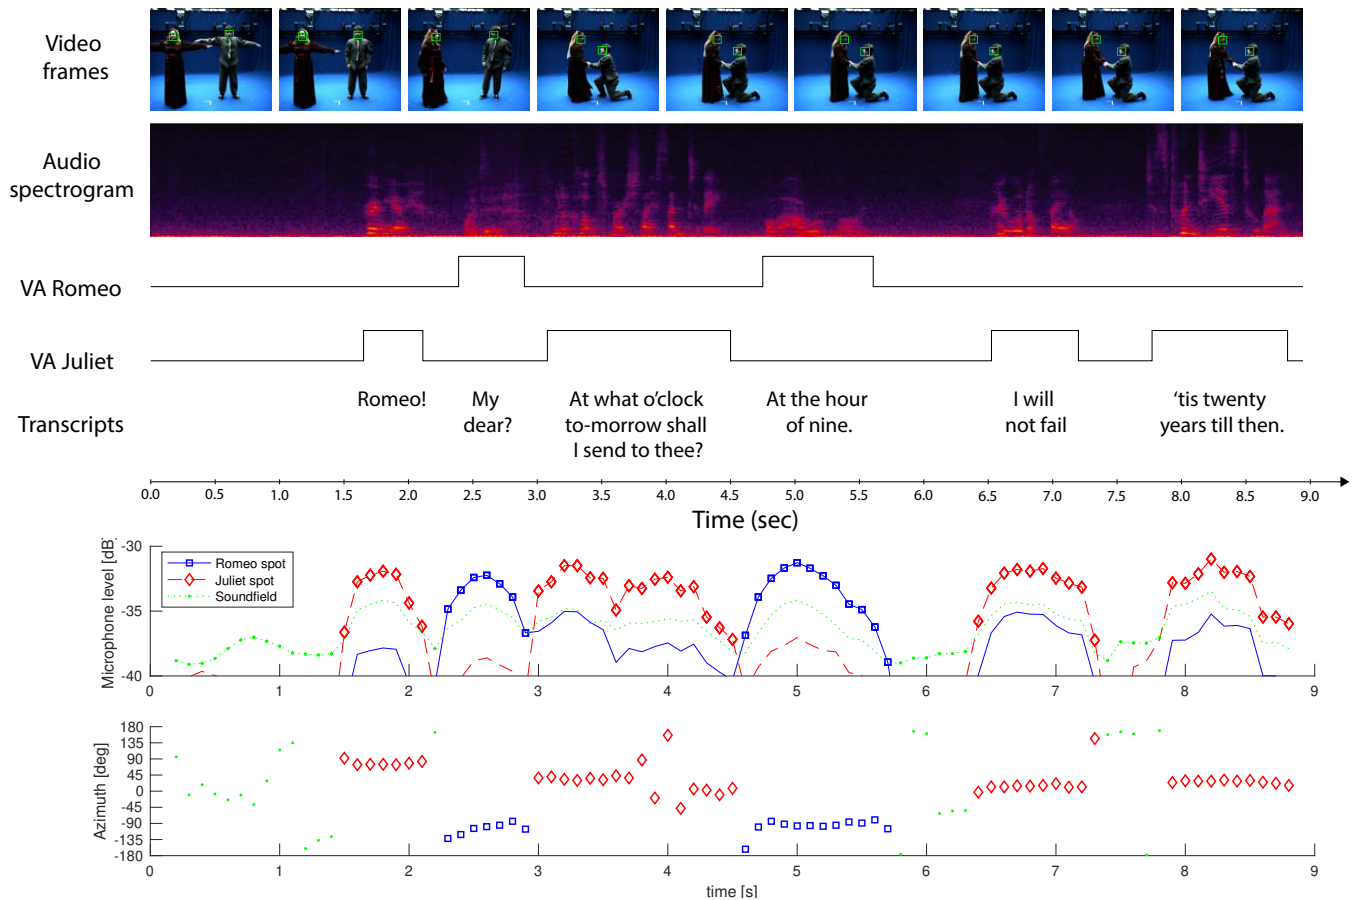 Video
frames
Audio
spectrogram
VA Romeo
VA Juliet
Transcripts
Romeo!
My
dear?
At what o'clock
to-morrow shall
I send to thee?
At the hour
of nine.
I will
not fail
'tis twenty
years till then.
0.0 0.5 1.0 1.5 2.0 2.5 3.0 3.5 4.0 4.5 5.0 5.5 6.0 6.5 7.0 7.5 8.0 8.5 9.0
Time (sec)
Microphone level [dB]
-30
-35
-40
Romeo spot
Juliet spot
Soundfield
0 1 2 3 4 5 6 7 8 9
Azimuth [deg]
180
135
90
45
0
-45
-90
-135
-180
0 1 2 3 4 5 6 7 8 9
time [s]